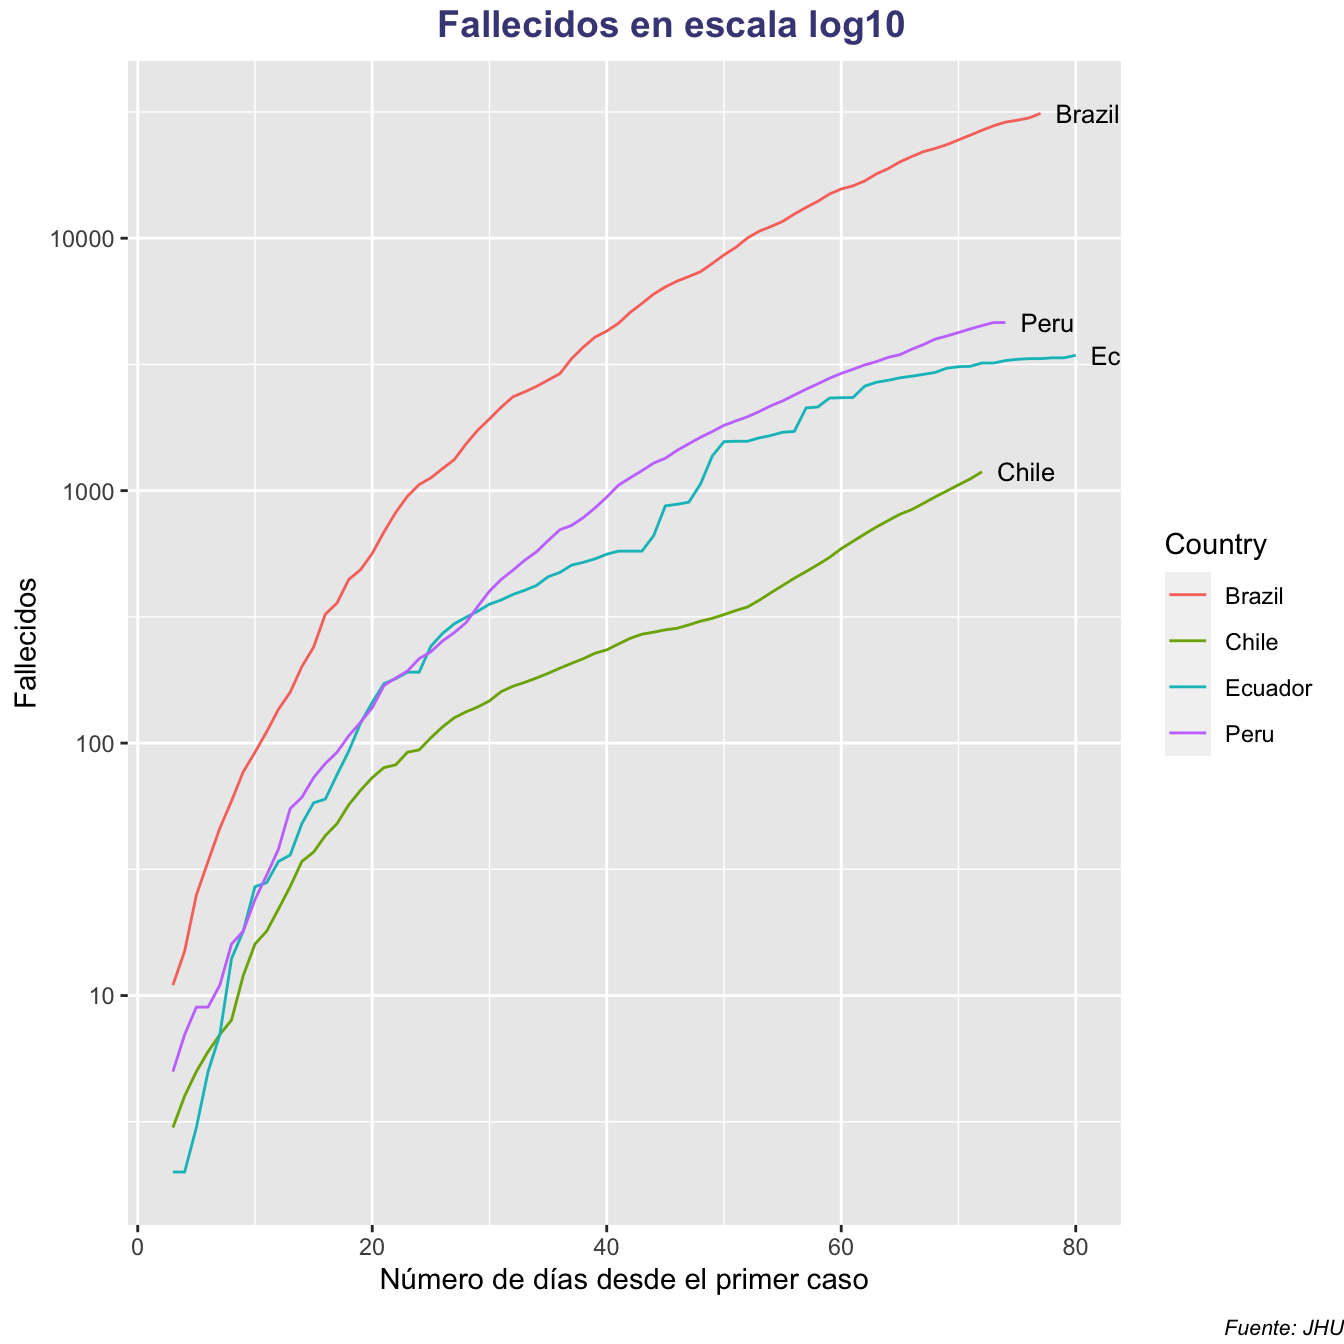 Fallecidos en escala log10
Fallecidos
10000
1000
100
10
Brazil
Peru
Ec
Chile
0 20 40 60 80
Número de días desde el primer caso
Country
Brazil
Chile
Ecuador
Peru
Fuente: JHU